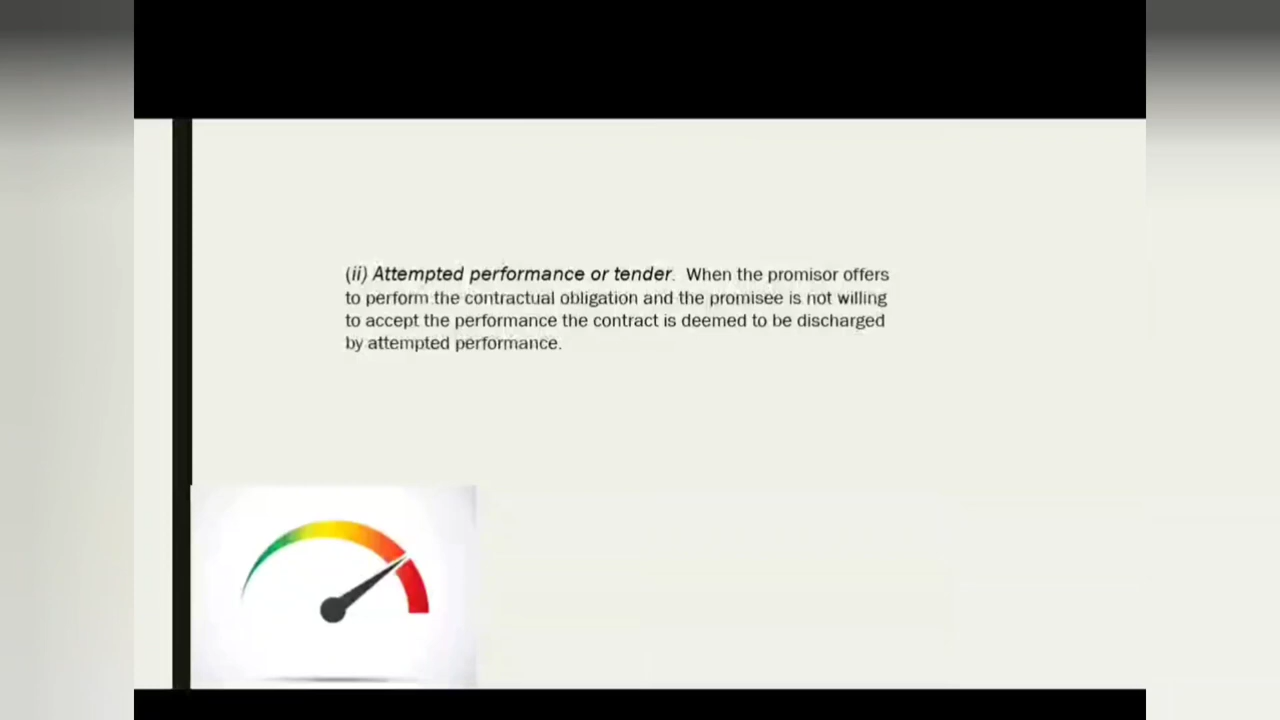 (ii) Attempted performance or tender. When the promisor offers
to perform the contractual obligation and the promisee is not willing
to accept the performance the contract is deemed to be discharged
by attempted performance.